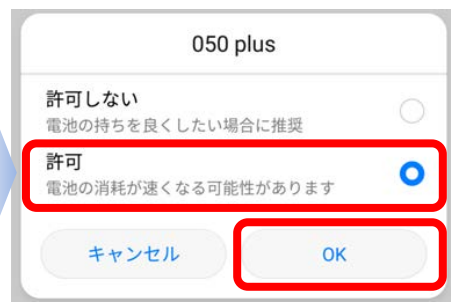 050 plus
許可しない
電池の持ちを良くしたい場合に推奨
許可
電池の消耗が速くなる可能性があります
キャンセル
OK